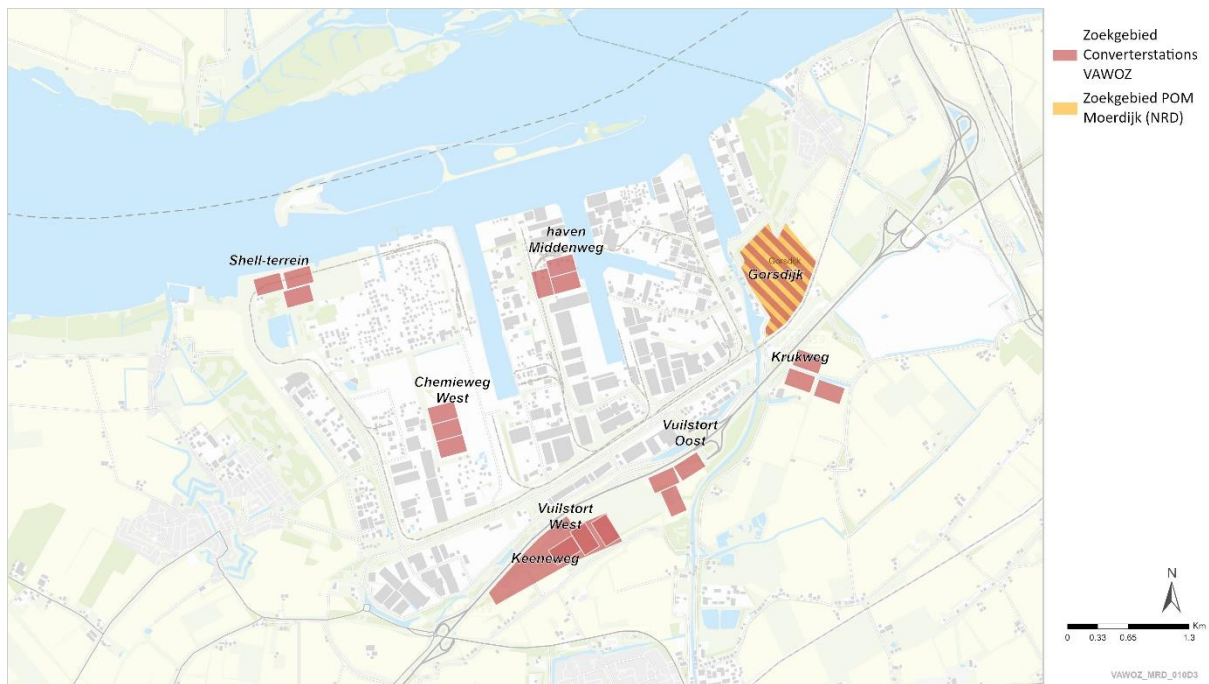 Zoekgebied
Converterstations
VAWOZ
Zoekgebied POM
Moerdijk (NRD)
haven
Middenweg
Shell-terrein
Gorsdijk
Gorsdijk
Krukweg
Chemieweg
West
Vuilstort
Oost
Vuilstort
West
Keeneweg
N
Km
0 0.33 0.65 1.3
VAWOZ_MRD_010D3